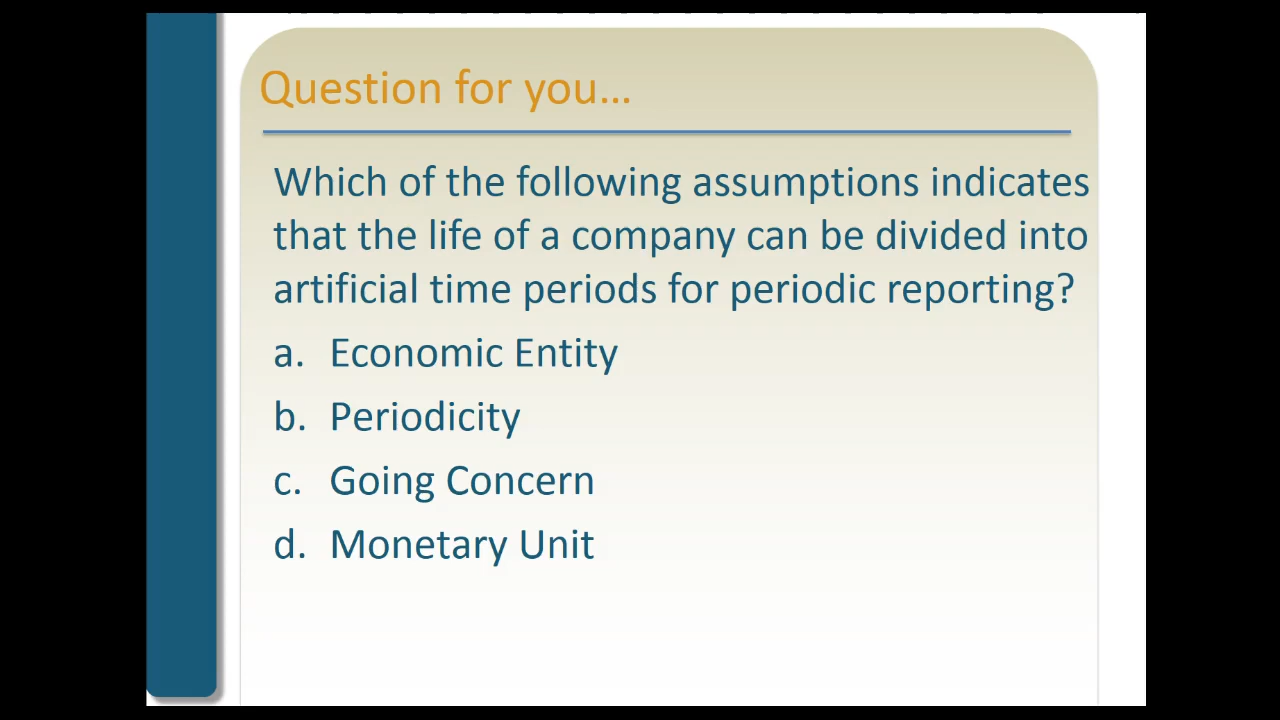 Question for you...
Which of the following assumptions indicates
that the life of a company can be divided into
artificial time periods for periodic reporting?
a. Economic Entity
b. Periodicity
c. Going Concern
d. Monetary Unit